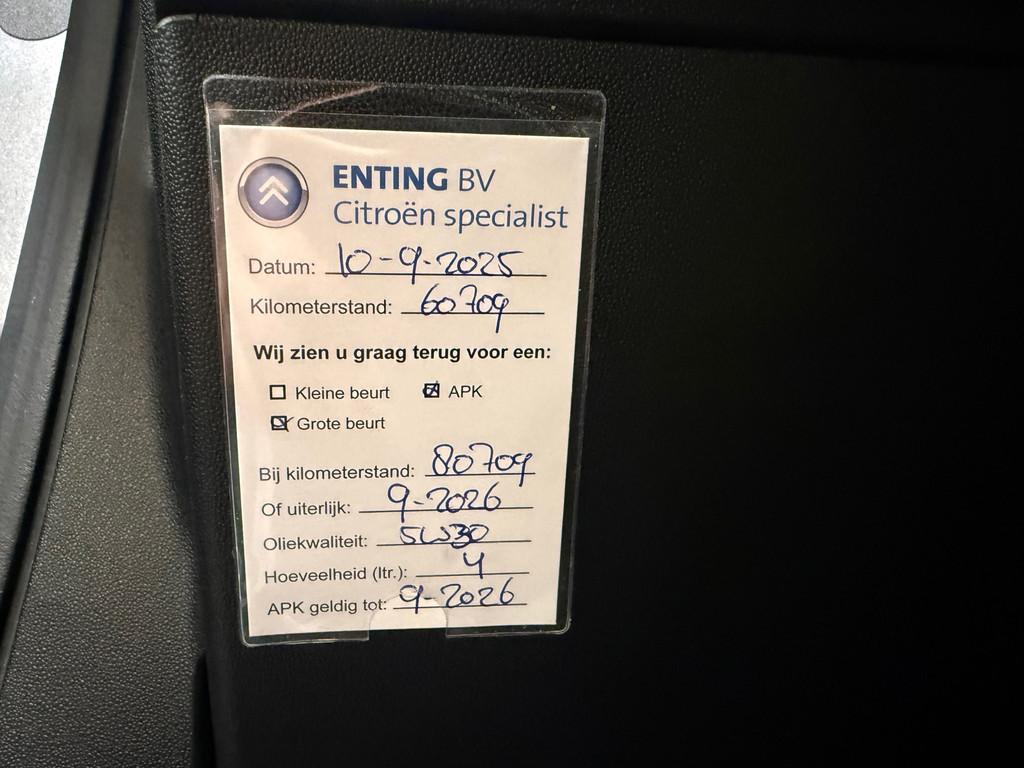 ENTING BV
Citroën specialist
Datum: 10-9-2025
Kilometerstand: 60709
Wij zien u graag terug voor een:
Kleine beurt APK
Grote beurt
Bij kilometerstand: 80709
Of uiterlijk: 9-2026
Oliekwaliteit: 5W30
Hoeveelheid (ltr.): 4
APK geldig tot: 9-2026